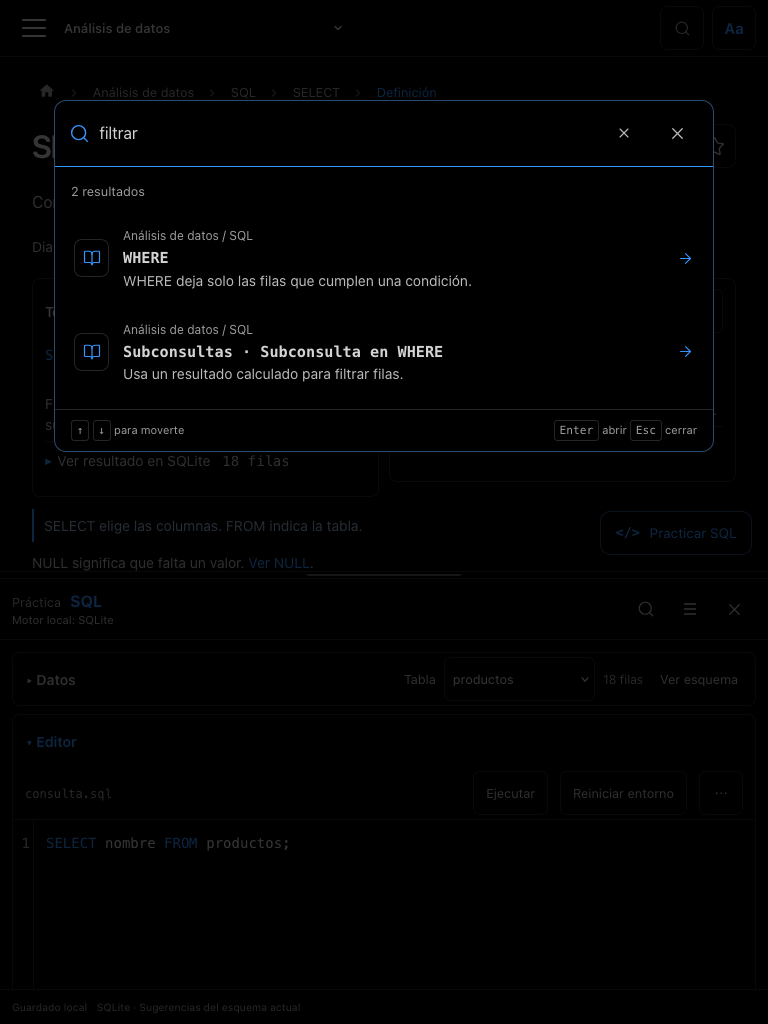 Análisis de datos
Aa
Análisis de datos > SQL > SELECT > Definición
filtrar
2 resultados
Análisis de datos / SQL
WHERE
WHERE deja solo las filas que cumplen una condición.
Análisis de datos / SQL
Subconsultas · Subconsulta en WHERE
Usa un resultado calculado para filtrar filas.
↑ ↓ para moverte
Enter abrir Esc cerrar
▸ Ver resultado en SQLite 18 filas
SELECT elige las columnas. FROM indica la tabla.
</> Practicar SQL
NULL significa que falta un valor. Ver NULL.
Práctica SQL
Motor local: SQLite
▸ Datos
Tabla productos 18 filas Ver esquema
▾ Editor
consulta.sql
Ejecutar Reiniciar entorno ···
1 SELECT nombre FROM productos;
Guardado local SQLite · Sugerencias del esquema actual